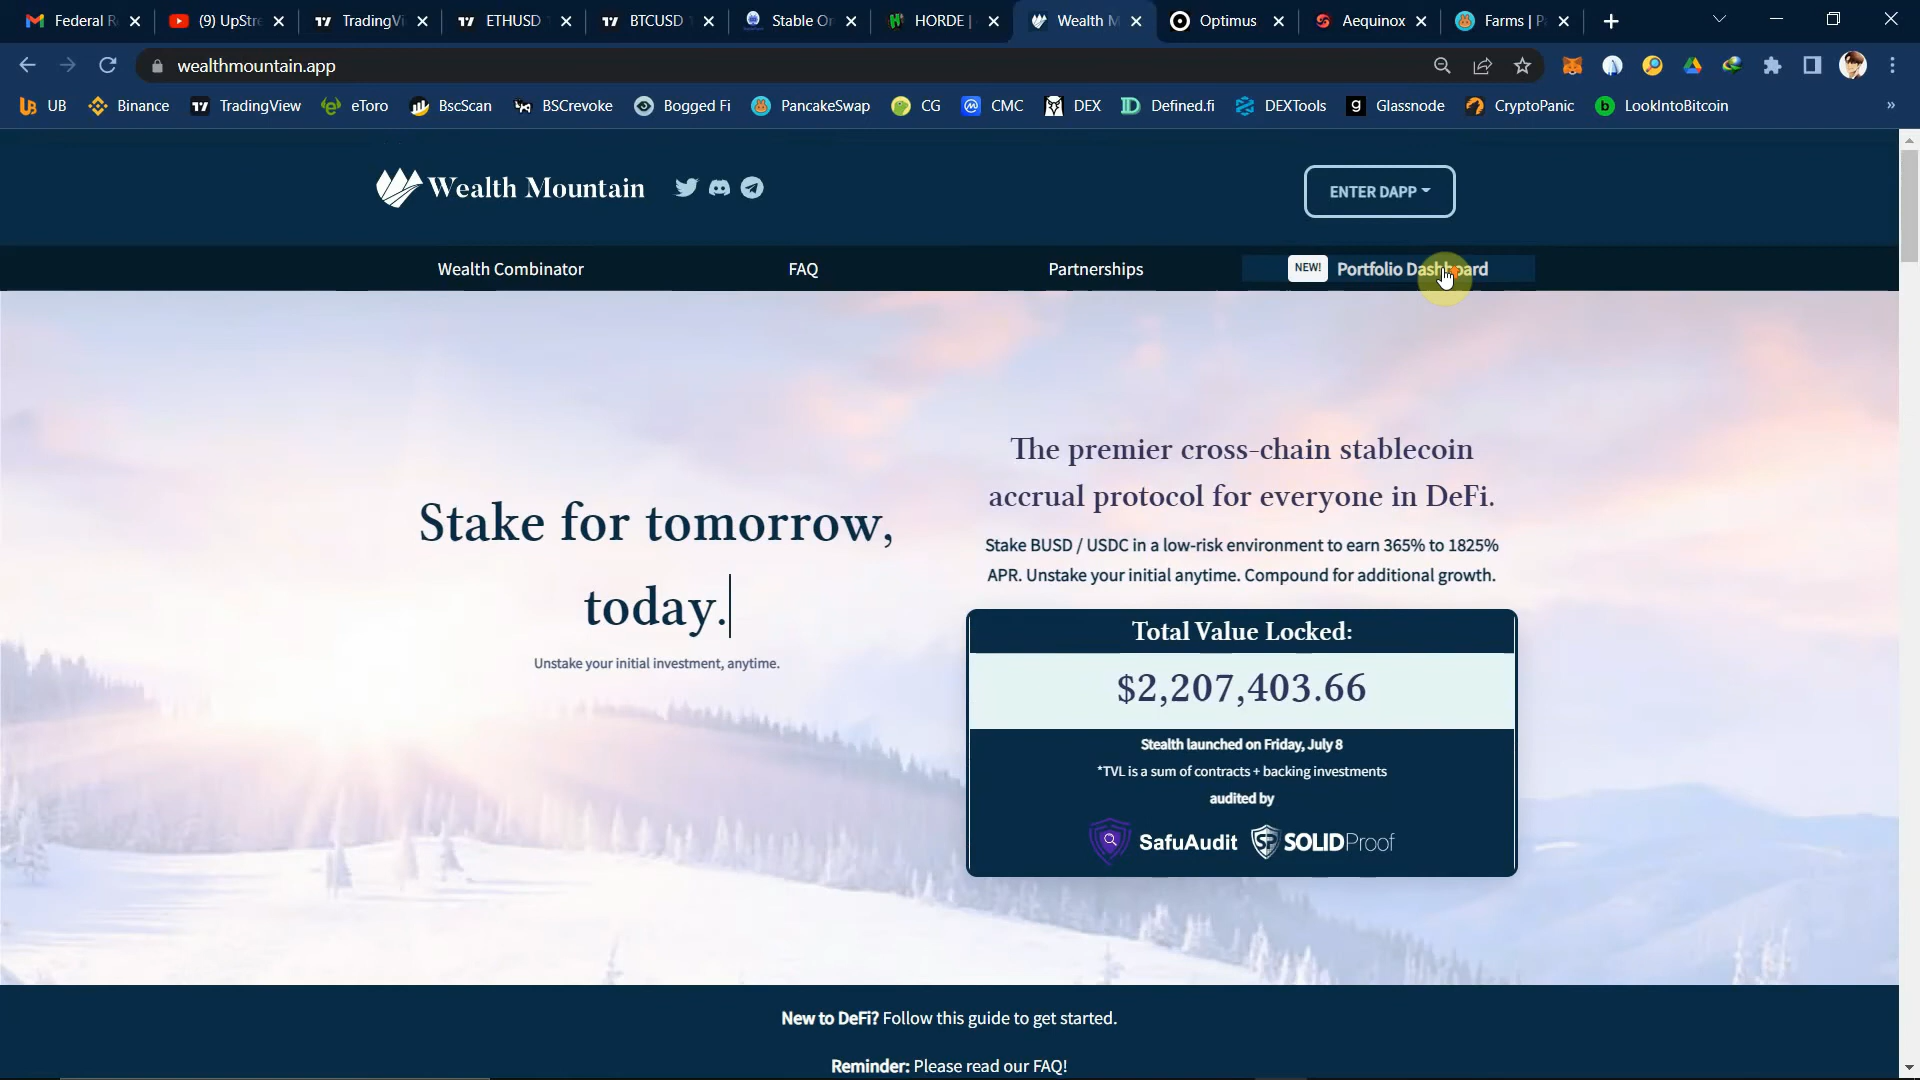 Federal R
(9) UpStre
TradingVi
ETHUSD
BTCUSD
Stable Or
HORDE |
Wealth M
Optimus
Aequinox
Farms | P
wealthmountain.app
UB
Binance
TradingView
eToro
BscScan
BSCrevoke
Bogged Fi
PancakeSwap
CG
CMC
DEX
Defined.fi
DEXTools
Glassnode
CryptoPanic
LookIntoBitcoin
»
Wealth Mountain
ENTER DAPP
Wealth Combinator
FAQ
Partnerships
NEW! Portfolio Dashboard
Stake for tomorrow,
today.
Unstake your initial investment, anytime.
The premier cross-chain stablecoin
accrual protocol for everyone in DeFi.
Stake BUSD / USDC in a low-risk environment to earn 365% to 1825%
APR. Unstake your initial anytime. Compound for additional growth.
Total Value Locked:
$2,207,403.66
Stealth launched on Friday, July 8
*TVL is a sum of contracts + backing investments
audited by
SafuAudit
SOLIDProof
New to DeFi? Follow this guide to get started.
Reminder: Please read our FAQ!